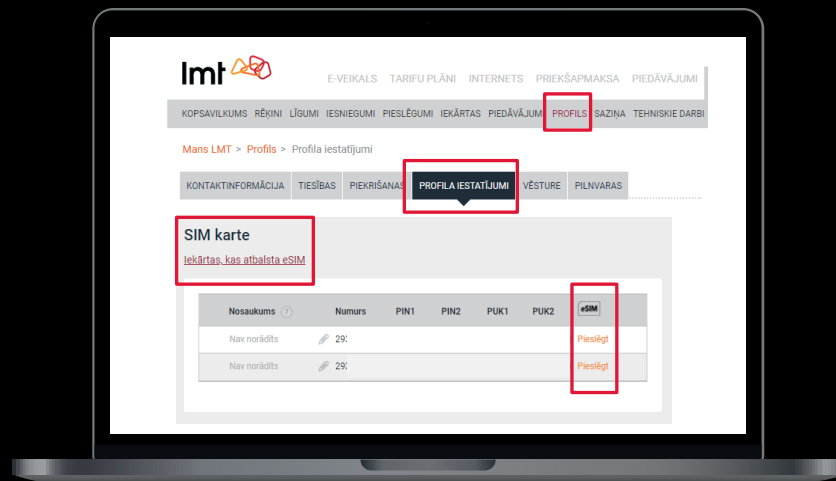 lmt
E-VEIKALS TARIFU PLĀNI INTERNETS PRIEKŠAPMAKSA PIEDĀVĀJUMI
KOPSAVILKUMS RĒĶINI LĪGUMI IESNIEGUMI PIESLĒGUMI IEKĀRTAS PIEDĀVĀJUMI PROFILS SAZIŅA TEHNISKIE DARBI
Mans LMT > Profils > Profila iestatījumi
KONTAKTINFORMĀCIJA TIESĪBAS PIEKRIŠANAS PROFILA IESTATĪJUMI VĒSTURE PILNVARAS
SIM karte
Iekārtas, kas atbalsta eSIM
Nosaukums ? Numurs PIN1 PIN2 PUK1 PUK2 eSIM
Nav norādīts 29 Pieslēgt
Nav norādīts 29 Pieslēgt